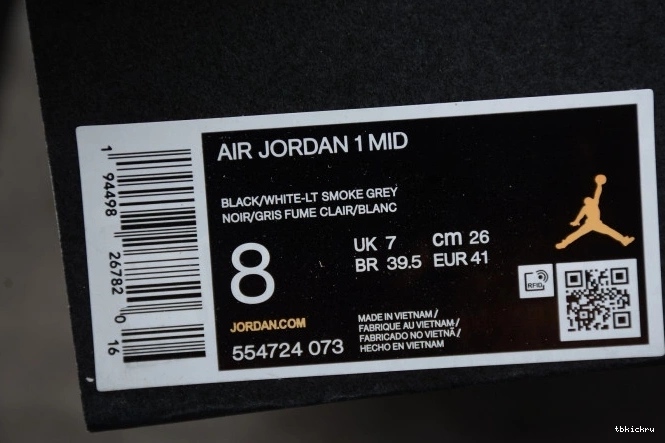 AIR JORDAN 1 MID
BLACK/WHITE-LT SMOKE GREY
NOIR/GRIS FUME CLAIR/BLANC
8
UK 7 cm 26
BR 39.5 EUR 41
JORDAN.COM
554724 073
MADE IN VIETNAM/
FABRIQUE AU VIETNAM/
FABRICADO NO VIETNÃ/
HECHO EN VIETNAM
RFID
1 94498 26782 0 16
tbkickru